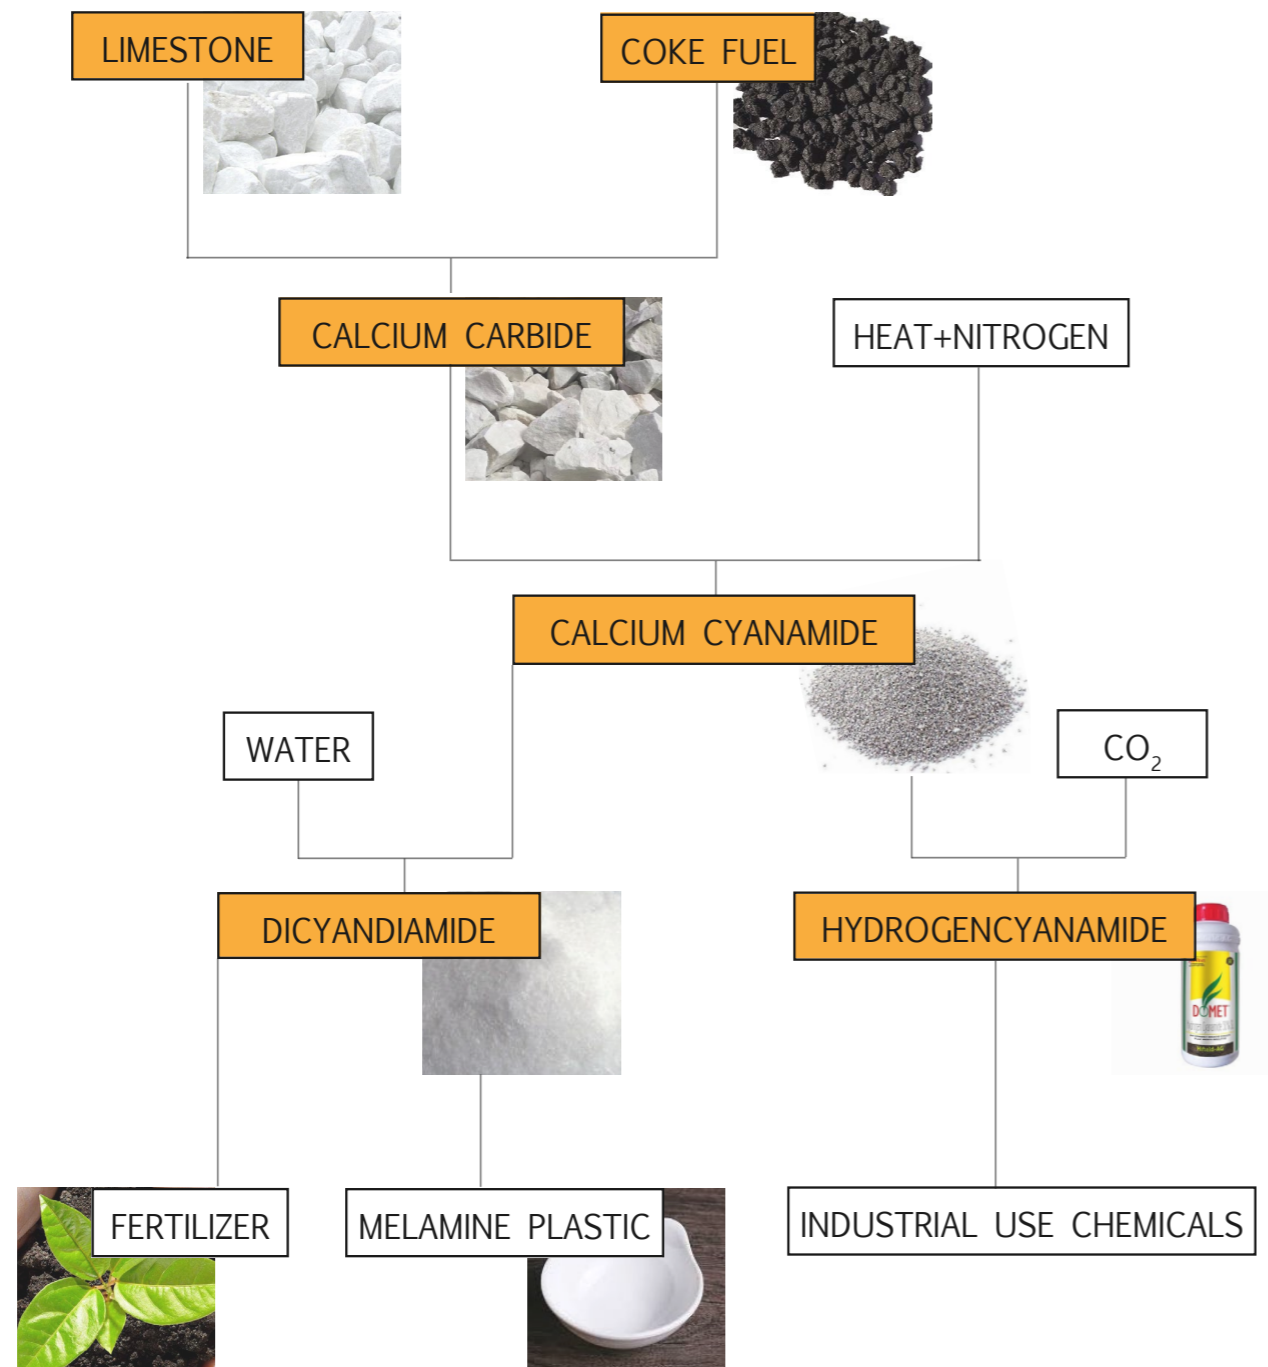 LIMESTONE
COKE FUEL
CALCIUM CARBIDE
HEAT+NITROGEN
CALCIUM CYANAMIDE
WATER
CO₂
DICYANDIAMIDE
HYDROGENCYANAMIDE
DOMET
FERTILIZER
MELAMINE PLASTIC
INDUSTRIAL USE CHEMICALS